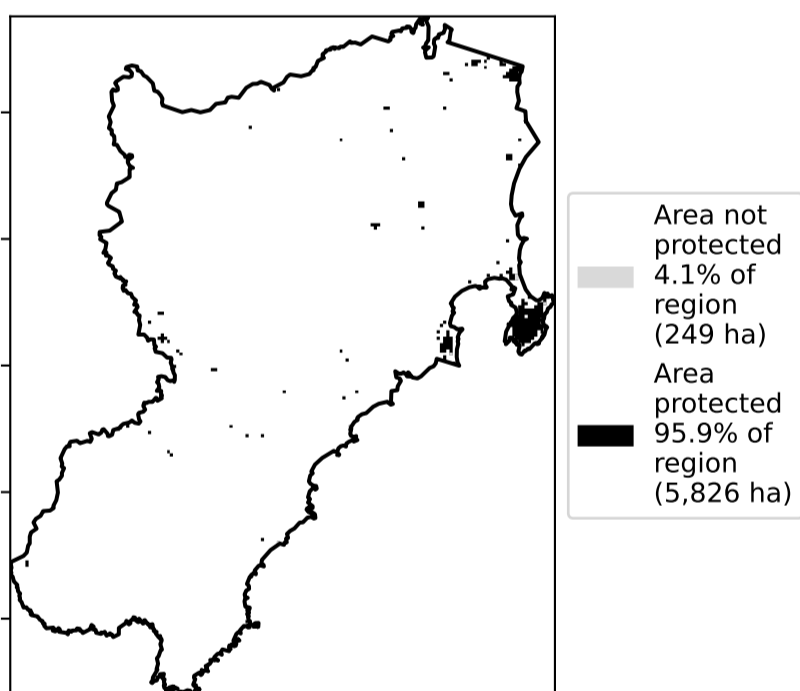 Area not
protected
4.1% of
region
(249 ha)
Area
protected
95.9% of
region
(5,826 ha)